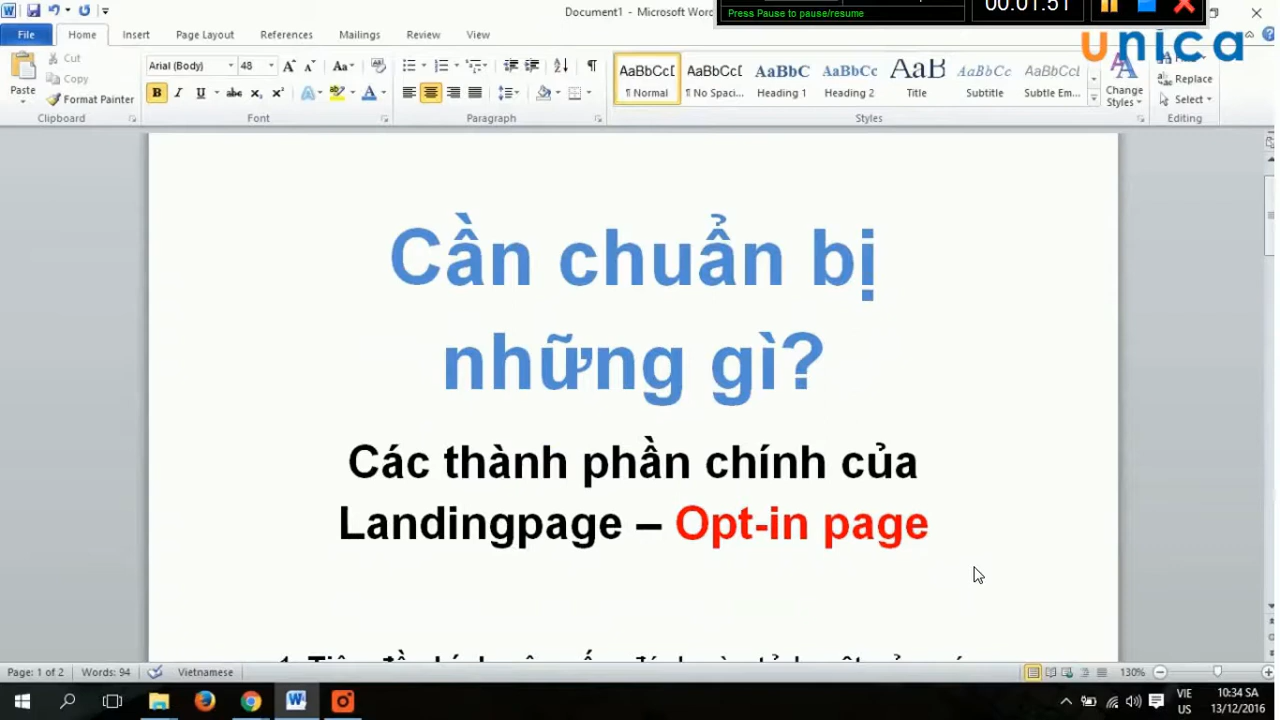 Document1 - Microsoft Word
Press Pause to pause/resume
00:01:51
unica
File Home Insert Page Layout References Mailings Review View
Cut
Copy
Paste
Format Painter
Arial (Body) 48
AaBbCcD AaBbCcD AaBbC AaBbCc AaB AaBbCcD AaBbCcD
¶ Normal ¶ No Spaci... Heading 1 Heading 2 Title Subtitle Subtle Em...
Change Styles
Replace
Select
Clipboard Font Paragraph Styles Editing
Cần chuẩn bị
những gì?
Các thành phần chính của
Landingpage – Opt-in page
Page: 1 of 2 Words: 94 Vietnamese 130%
VIE 10:34 SA
US 13/12/2016